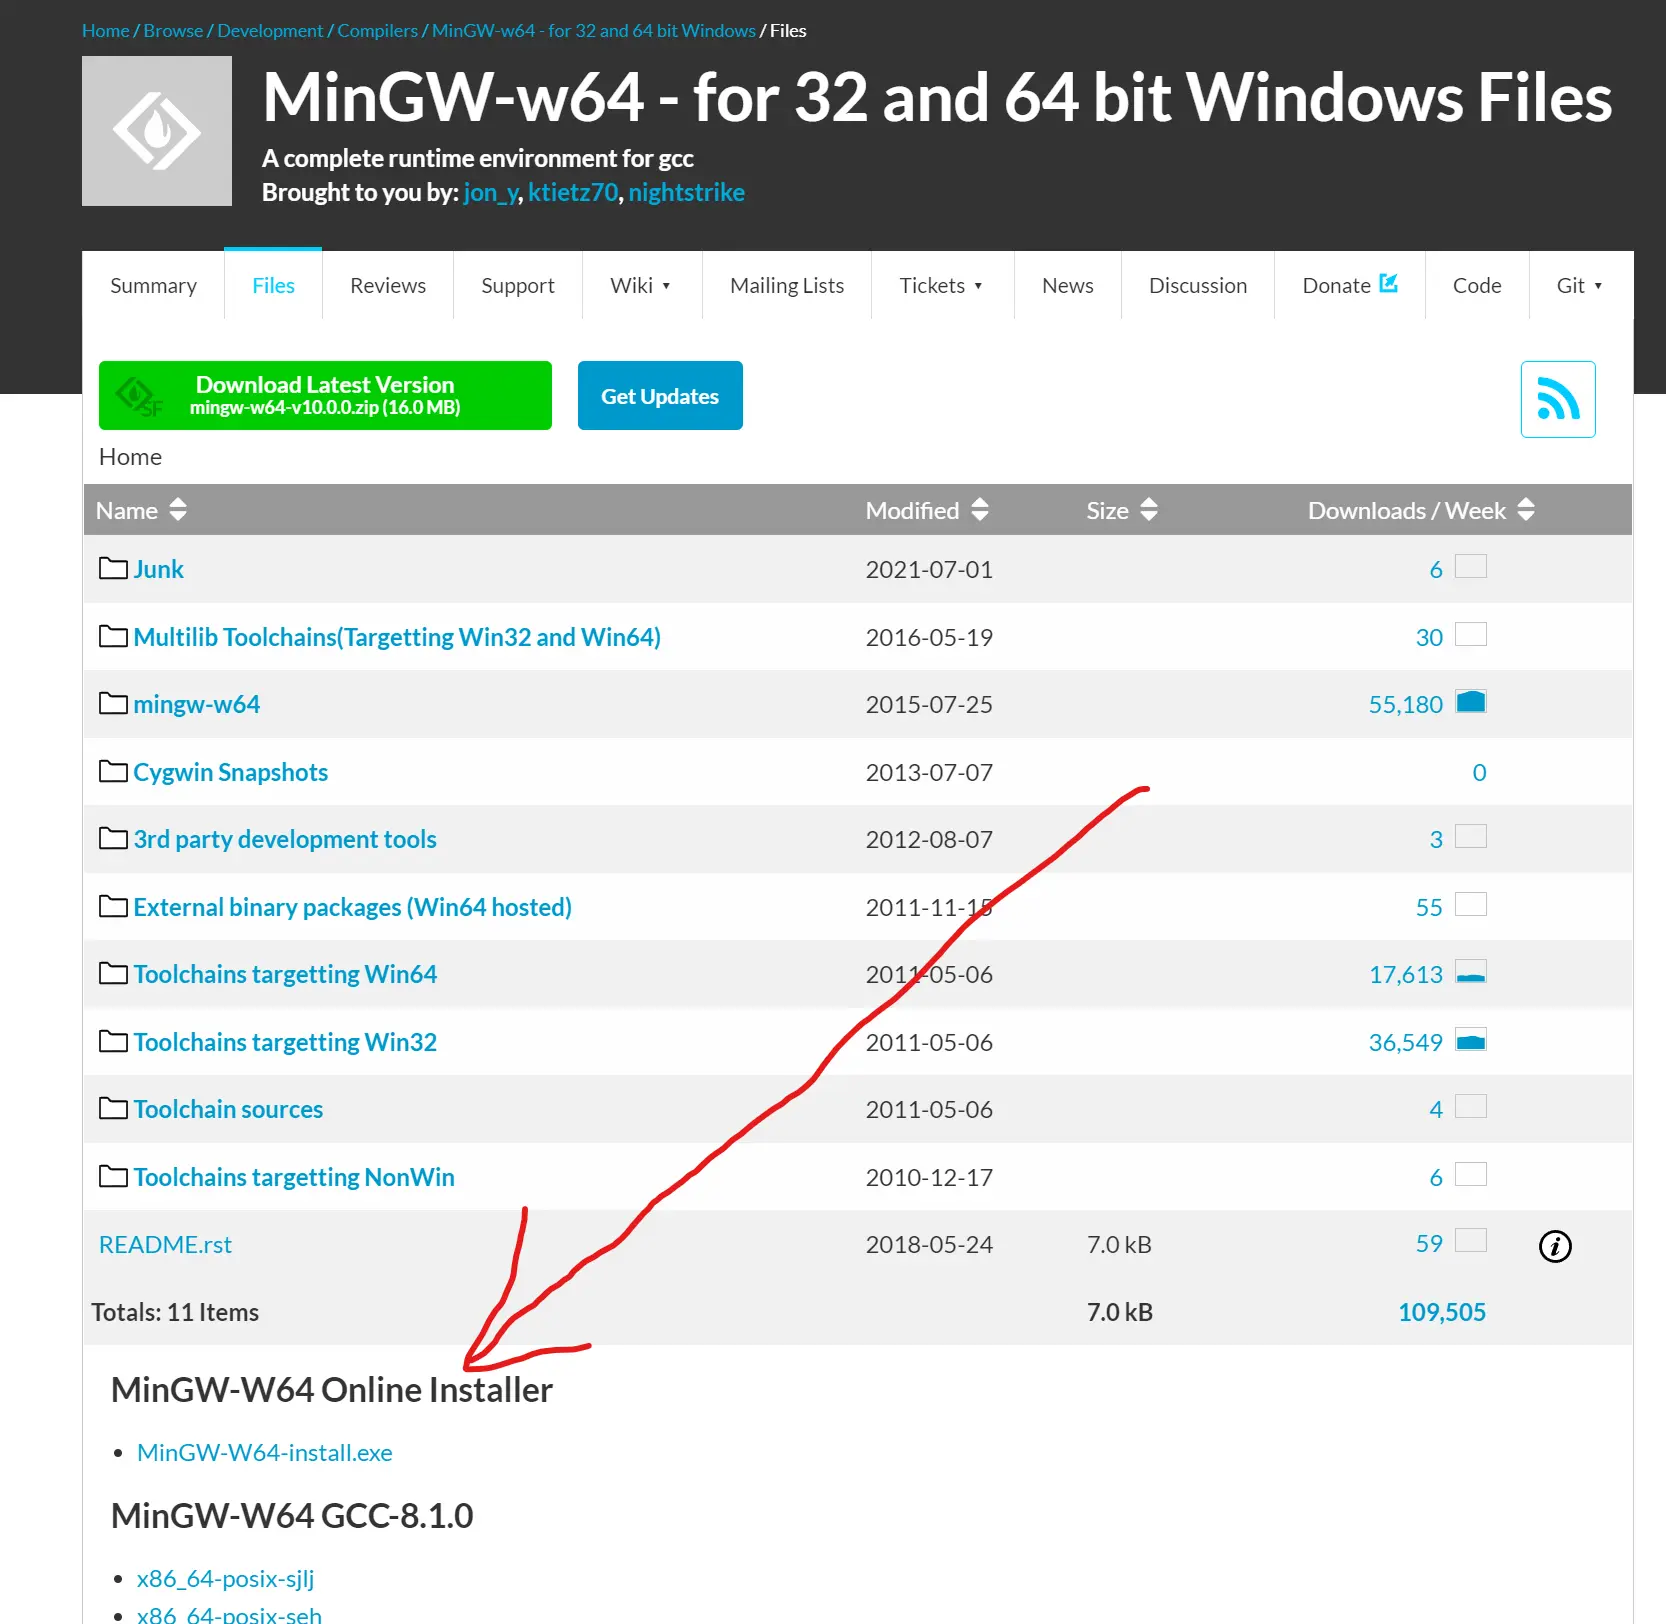 Home / Browse / Development / Compilers / MinGW-w64 - for 32 and 64 bit Windows / Files
MinGW-w64 - for 32 and 64 bit Windows Files
A complete runtime environment for gcc
Brought to you by: jon_y, ktietz70, nightstrike
Summary Files Reviews Support Wiki ▾ Mailing Lists Tickets ▾ News Discussion Donate Code Git ▾
SF Download Latest Version
mingw-w64-v10.0.0.zip (16.0 MB)
Get Updates
Home
Name Modified Size Downloads / Week
Junk 2021-07-01 6
Multilib Toolchains(Targetting Win32 and Win64) 2016-05-19 30
mingw-w64 2015-07-25 55,180
Cygwin Snapshots 2013-07-07 0
3rd party development tools 2012-08-07 3
External binary packages (Win64 hosted) 2011-11-15 55
Toolchains targetting Win64 2011-05-06 17,613
Toolchains targetting Win32 2011-05-06 36,549
Toolchain sources 2011-05-06 4
Toolchains targetting NonWin 2010-12-17 6
README.rst 2018-05-24 7.0 kB 59 i
Totals: 11 Items 7.0 kB 109,505
MinGW-W64 Online Installer
• MinGW-W64-install.exe
MinGW-W64 GCC-8.1.0
• x86_64-posix-sjlj
• x86_64-posix-seh